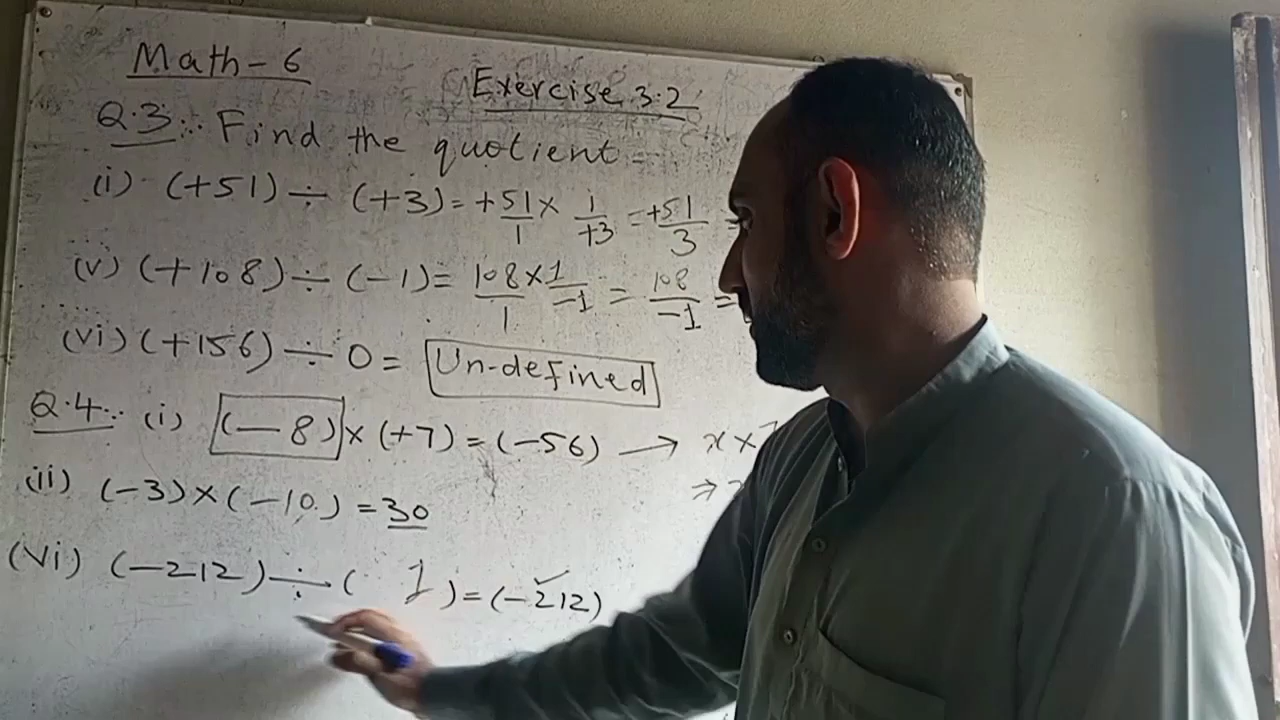 Math-6
Exercise 3.2
Q.3:. Find the quotient
(i) (+51) ÷ (+3) = +51/1 × 1/+3 = +51/3 =
(v) (+108) ÷ (-1) = 108/1 × 1/-1 = 108/-1 =
(vi) (+156) ÷ 0 = Un-defined
Q.4:. (i) (-8) × (+7) = (-56) → x × 7
(ii) (-3) × (-10) = 30
(vi) (-212) ÷ ( 1 ) = (-212)